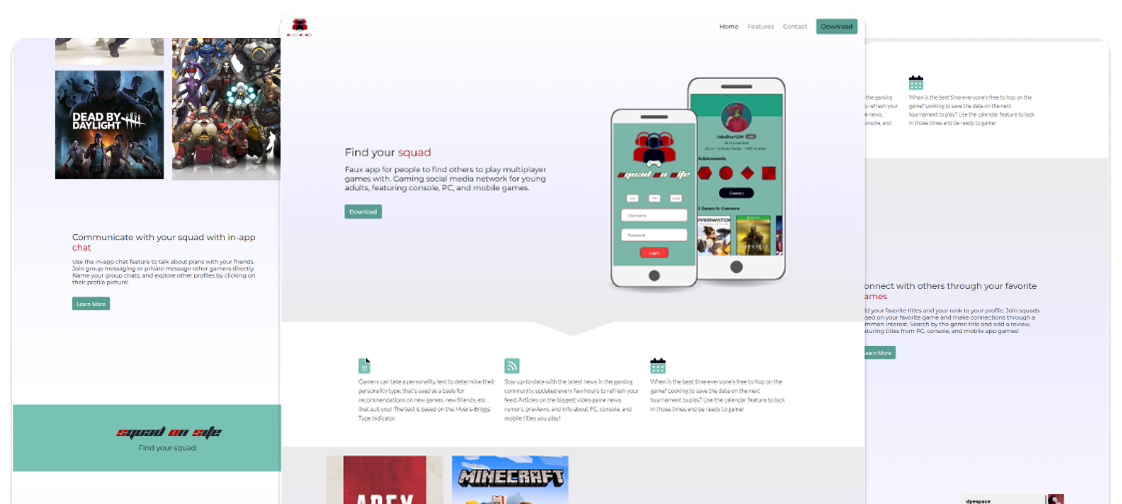 DEAD BY
DAYLIGHT
Communicate with your squad with in-app
chat
Use the in-app chat feature to talk about plans with your friends.
Join group messaging or private message other gamers directly.
Name your group chats, and explore other profiles by clicking on
their profile picture!
Learn More
squad on site
Find your squad.
Home Features Contact Download
Find your squad
Faux app for people to find others to play multiplayer
games with. Gaming social media network for young
adults, featuring console, PC, and mobile games.
Download
squad on site
Username
Password
Login
Achievements
Connect
Games In Common
OVERWATCH
Gamers can take a personality test to determine their
personality type, that's used as a basis for
recommendations on new games, new friends, etc
that suit you! The test is based on the Myers-Briggs
Type Indicator.
Stay up-to-date with the latest news in the gaming
community, updated every few hours to refresh your
feed. Articles on the biggest video game news,
rumors, previews, and info about PC, console, and
mobile titles you play!
When is the best time everyone's free to hop on the
game? Looking to save the date on the next
tournament to play? Use the calendar feature to lock
in those times and be ready to game!
APEX
MINECRAFT
the gaming
refresh your
news,
console, and
When is the best time everyone's free to hop on the
game? Looking to save the date on the next
tournament to play? Use the calendar feature to lock
in those times and be ready to game!
onnect with others through your favorite
ames
d your favorite titles and your rank to your profile. Join squads
sed on your favorite game and make connections through a
mmon interest. Search by the game title and add a review,
aturing titles from PC, console, and mobile app games!
earn More
dyespace